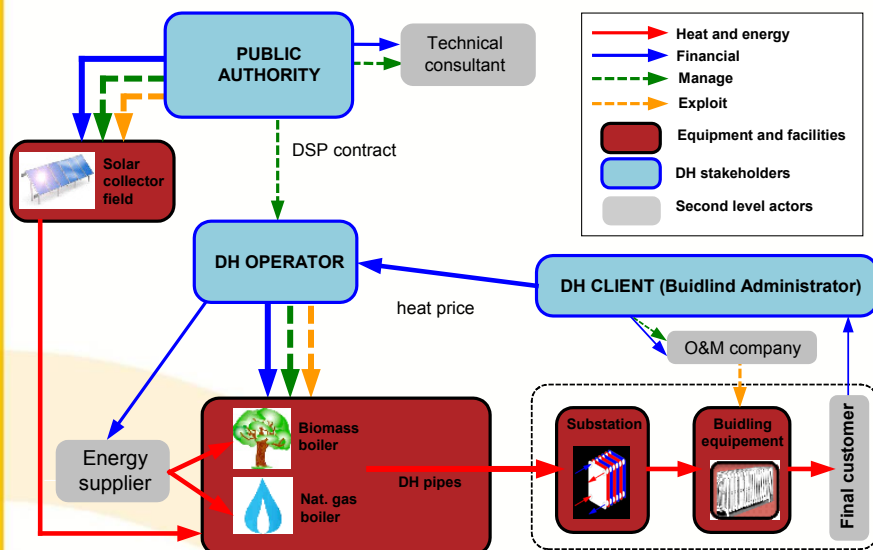 PUBLIC
AUTHORITY
Technical
consultant
Heat and energy
Financial
Manage
Exploit
Equipment and facilities
DH stakeholders
Second level actors
Solar
collector
field
DSP contract
DH OPERATOR
heat price
DH CLIENT (Buidlind Administrator)
O&M company
Energy
supplier
Biomass
boiler
Nat. gas
boiler
DH pipes
Substation
Buidling
equipement
Final customer